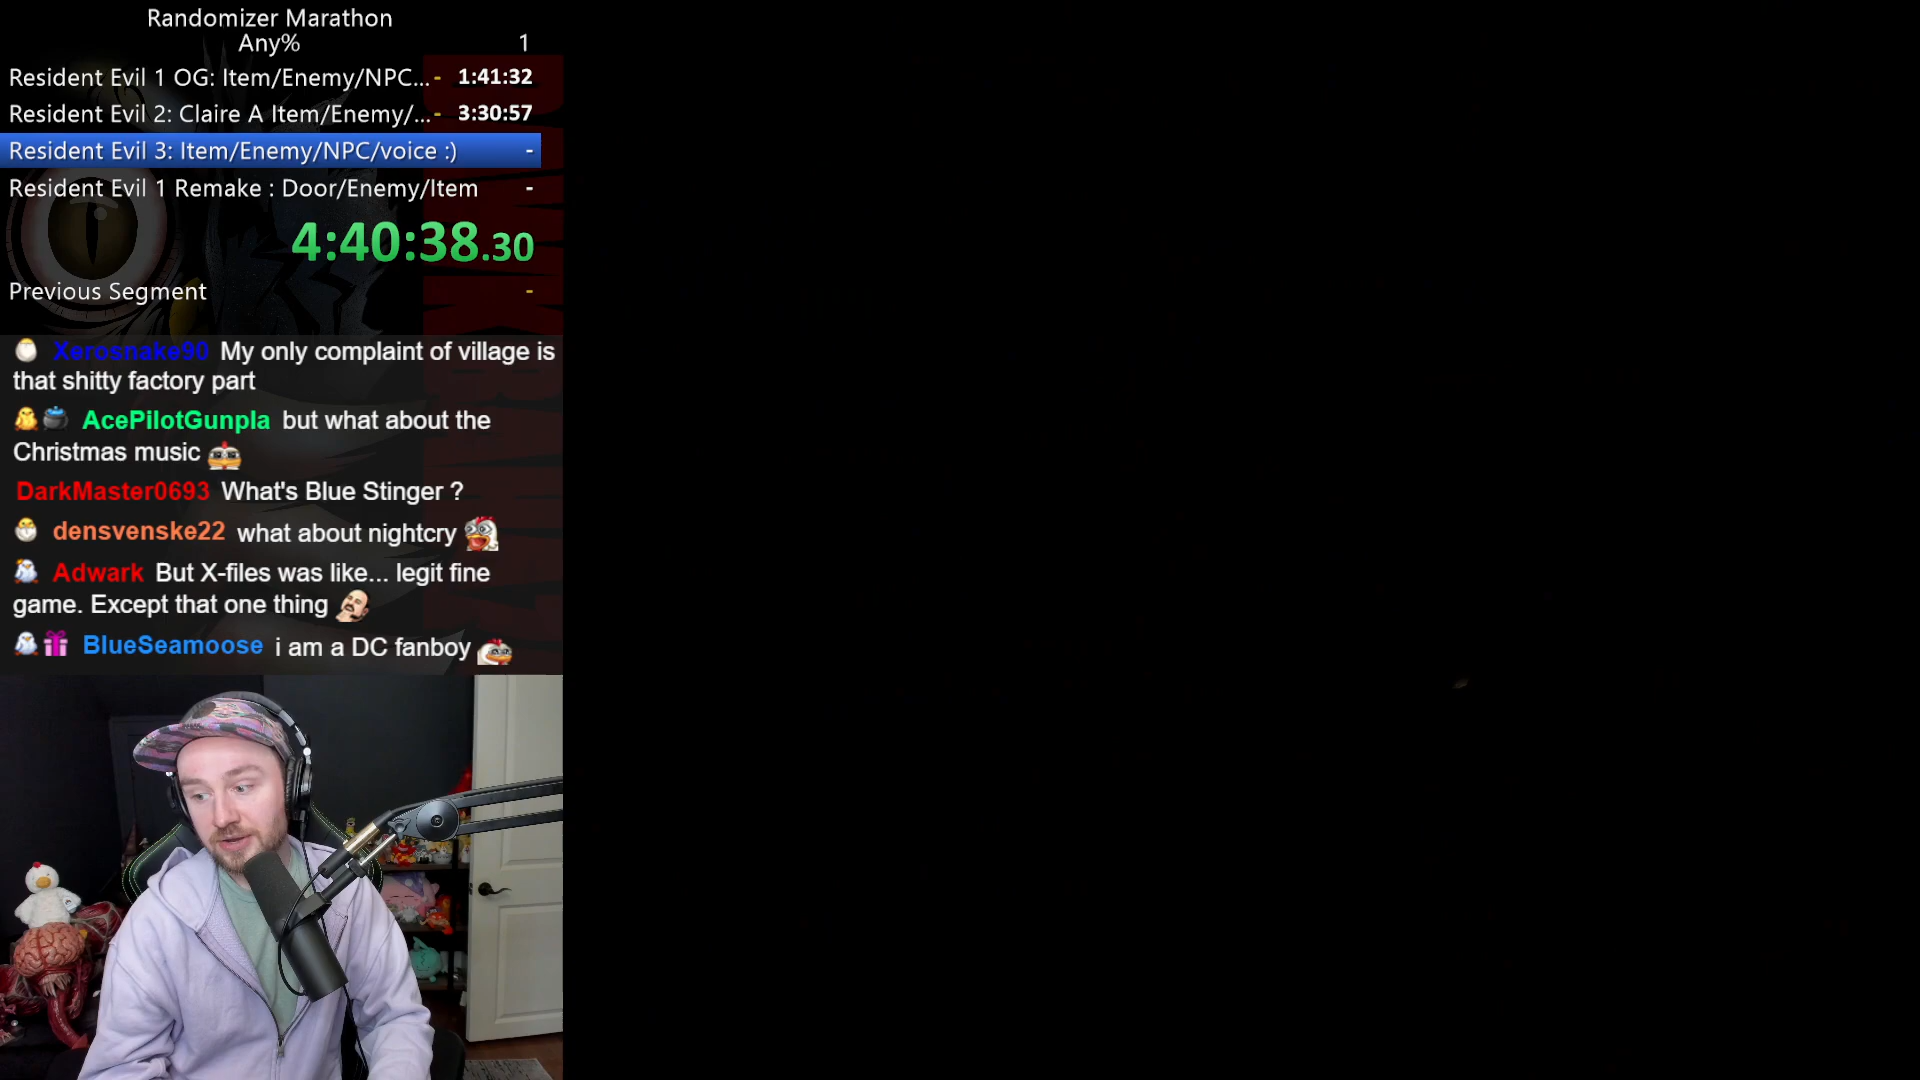 Randomizer Marathon
Any% 1
Resident Evil 1 OG: Item/Enemy/NPC... - 1:41:32
Resident Evil 2: Claire A Item/Enemy/... - 3:30:57
Resident Evil 3: Item/Enemy/NPC/voice :) -
Resident Evil 1 Remake : Door/Enemy/Item -
4:40:38.30
Previous Segment -
Xerosnake90 My only complaint of village is
that shitty factory part
AcePilotGunpla but what about the
Christmas music
DarkMaster0693 What's Blue Stinger ?
densvenske22 what about nightcry
Adwark But X-files was like... legit fine
game. Except that one thing
BlueSeamoose i am a DC fanboy